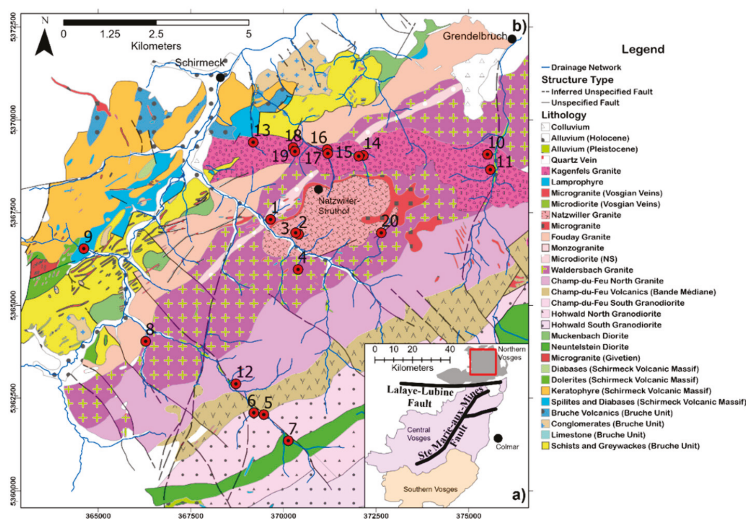 b)
N
0 1.25 2.5 5
Kilometers
Schirmeck
Grendelbruch
Natzwiller-
Struthof
13
18
16
14
19
17
15
10
11
1
3
2
20
4
9
8
12
6
5
7
5372500
5370000
5367500
5365000
5362500
5360000
365000
367500
370000
372500
375000
0 10 20 30 40
Kilometers
Northern
Vosges
Lalaye-Lubine
Fault
Ste Marie-aux-Mines
Fault
Central
Vosges
Colmar
Southern Vosges
a)
Legend
Drainage Network
Structure Type
Inferred Unspecified Fault
Unspecified Fault
Lithology
Colluvium
Alluvium (Holocene)
Alluvium (Pleistocene)
Quartz Vein
Kagenfels Granite
Lamprophyre
Microgranite (Vosgian Veins)
Microdiorite (Vosgian Veins)
Natzwiller Granite
Microgranite
Fouday Granite
Monzogranite
Microdiorite (NS)
Waldersbach Granite
Champ-du-Feu North Granite
Champ-du-Feu Volcanics (Bande Médiane)
Champ-du-Feu South Granodiorite
Hohwald North Granodiorite
Hohwald South Granodiorite
Muckenbach Diorite
Neuntelstein Diorite
Microgranite (Givetien)
Diabases (Schirmeck Volcanic Massif)
Dolerites (Schirmeck Volcanic Massif)
Keratophyre (Schirmeck Volcanic Massif)
Spilites and Diabases (Schirmeck Volcanic Massif)
Bruche Volcanics (Bruche Unit)
Conglomerates (Bruche Unit)
Limestone (Bruche Unit)
Schists and Greywackes (Bruche Unit)